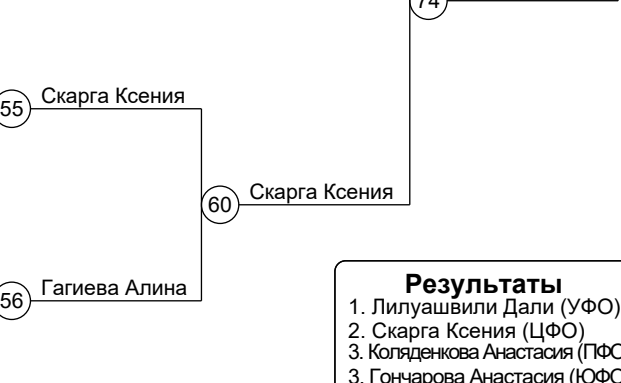 74
Скарга Ксения
55
Скарга Ксения
60
Гагиева Алина
56
Результаты
1. Лилуашвили Дали (УФО)
2. Скарга Ксения (ЦФО)
3. Коляденкова Анастасия (ПФО
3. Гончарова Анастасия (ЮФО